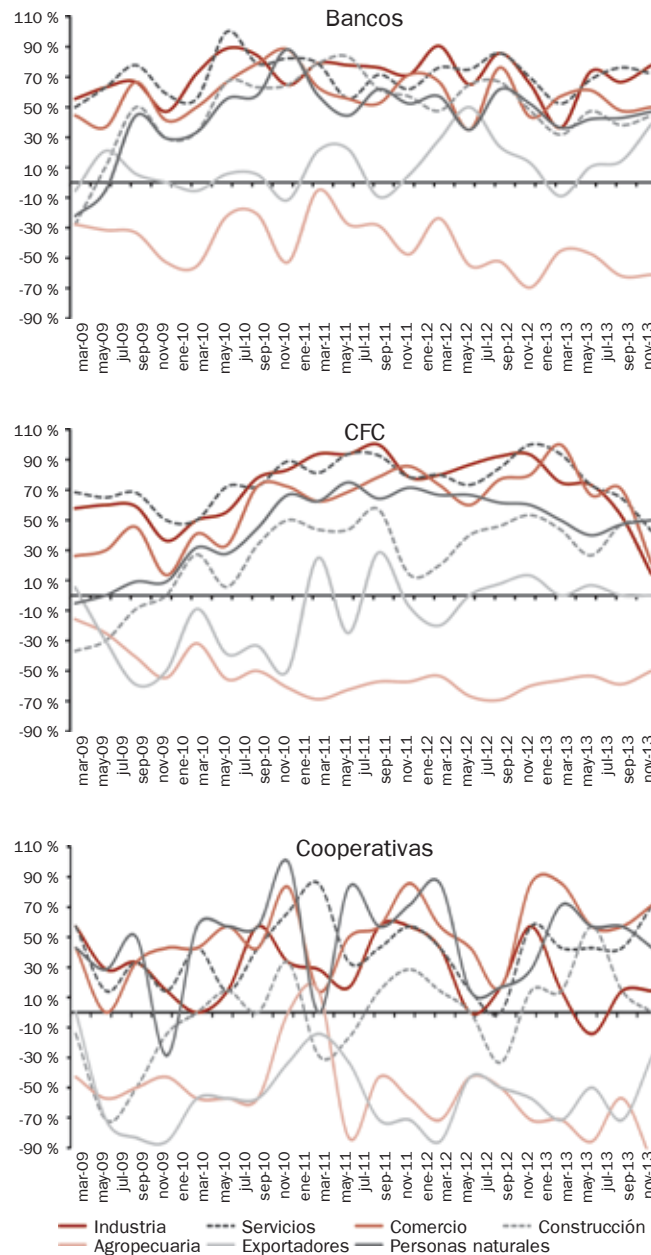 Bancos
110 %
90 %
70 %
50 %
30 %
10 %
-10 %
-30 %
-50 %
-70 %
-90 %
mar-09
may-09
jul-09
sep-09
nov-09
ene-10
mar-10
may-10
jul-10
sep-10
nov-10
ene-11
mar-11
may-11
jul-11
sep-11
nov-11
ene-12
mar-12
may-12
jul-12
sep-12
nov-12
ene-13
mar-13
may-13
jul-13
sep-13
nov-13
CFC
110 %
90 %
70 %
50 %
30 %
10 %
-10 %
-30 %
-50 %
-70 %
-90 %
mar-09
may-09
jul-09
sep-09
nov-09
ene-10
mar-10
may-10
jul-10
sep-10
nov-10
ene-11
mar-11
may-11
jul-11
sep-11
nov-11
ene-12
mar-12
may-12
jul-12
sep-12
nov-12
ene-13
mar-13
may-13
jul-13
sep-13
nov-13
Cooperativas
110 %
90 %
70 %
50 %
30 %
10 %
-10 %
-30 %
-50 %
-70 %
-90 %
mar-09
may-09
jul-09
sep-09
nov-09
ene-10
mar-10
may-10
jul-10
sep-10
nov-10
ene-11
mar-11
may-11
jul-11
sep-11
nov-11
ene-12
mar-12
may-12
jul-12
sep-12
nov-12
ene-13
mar-13
may-13
jul-13
sep-13
nov-13
Industria Servicios Comercio Construcción
Agropecuaria Exportadores Personas naturales